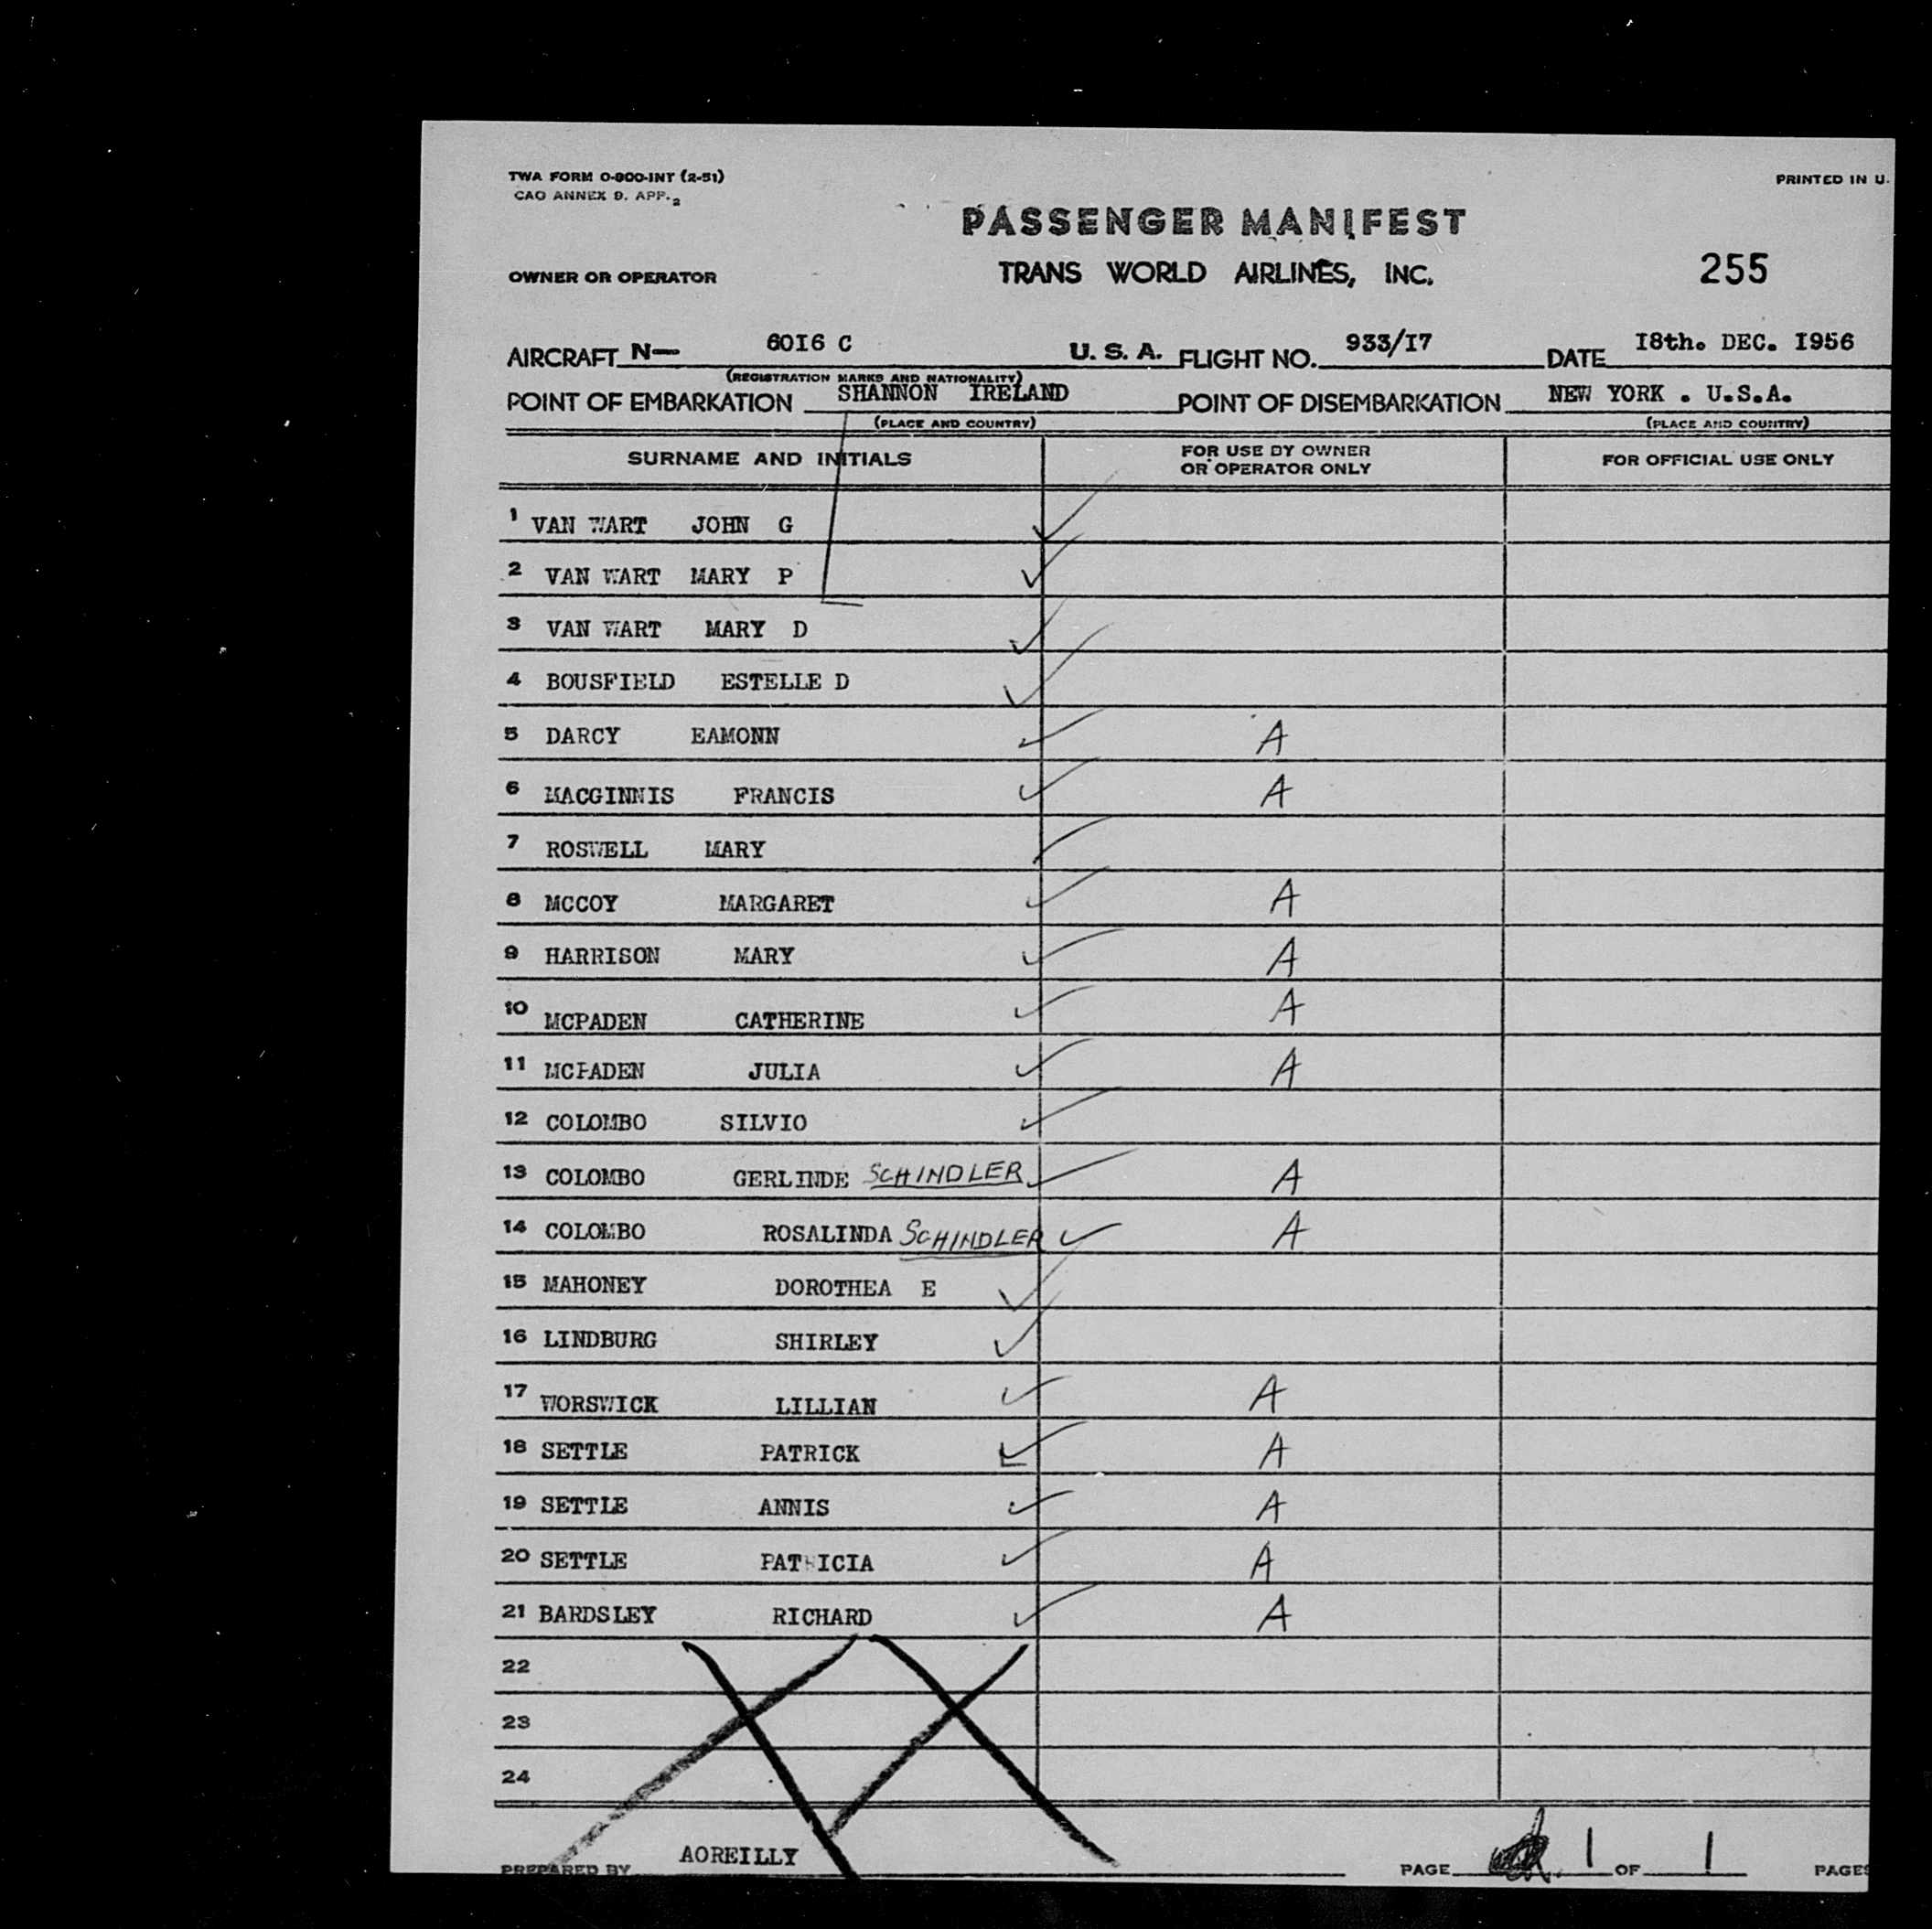 TWA FORM O-800-INT (2-51)
CAO ANNEX 9. APP. 2
PRINTED IN U.
PASSENGER MANIFEST
OWNER OR OPERATOR TRANS WORLD AIRLINES, INC. 255
AIRCRAFT N— 6016 C U. S. A. FLIGHT NO. 933/I7 DATE I8th. DEC. I956
(REGISTRATION MARKS AND NATIONALITY)
POINT OF EMBARKATION SHANNON IRELAND POINT OF DISEMBARKATION NEW YORK . U.S.A.
(PLACE AND COUNTRY) (PLACE AND COUNTRY)
SURNAME AND INITIALS FOR USE BY OWNER OR OPERATOR ONLY FOR OFFICIAL USE ONLY
1 VAN WART JOHN G
2 VAN WART MARY P
3 VAN WART MARY D
4 BOUSFIELD ESTELLE D
5 DARCY EAMONN A
6 MACGINNIS FRANCIS A
7 ROSWELL MARY
8 MCCOY MARGARET A
9 HARRISON MARY A
10 MCPADEN CATHERINE A
11 MCPADEN JULIA A
12 COLOMBO SILVIO
13 COLOMBO GERLINDE SCHINDLER A
14 COLOMBO ROSALINDA SCHINDLER A
15 MAHONEY DOROTHEA E
16 LINDBURG SHIRLEY
17 WORSWICK LILLIAN A
18 SETTLE PATRICK A
19 SETTLE ANNIS A
20 SETTLE PATRICIA A
21 BARDSLEY RICHARD A
22
23
24
PREPARED BY AOREILLY PAGE 1 OF 1 PAGES